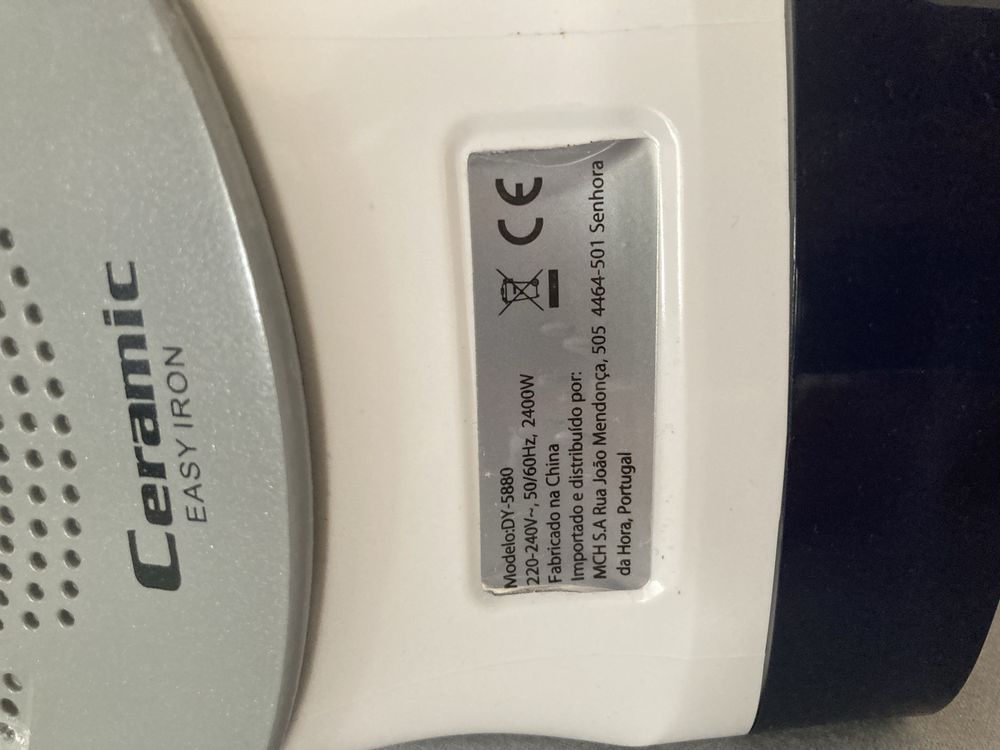 Ceramic
EASY IRON
Modelo:DY-5880
220-240V~, 50/60Hz, 2400W
Fabricado na China
Importado e distribuído por:
MCH S.A Rua João Mendonça, 505 4464-501 Senhora
da Hora, Portugal
CE